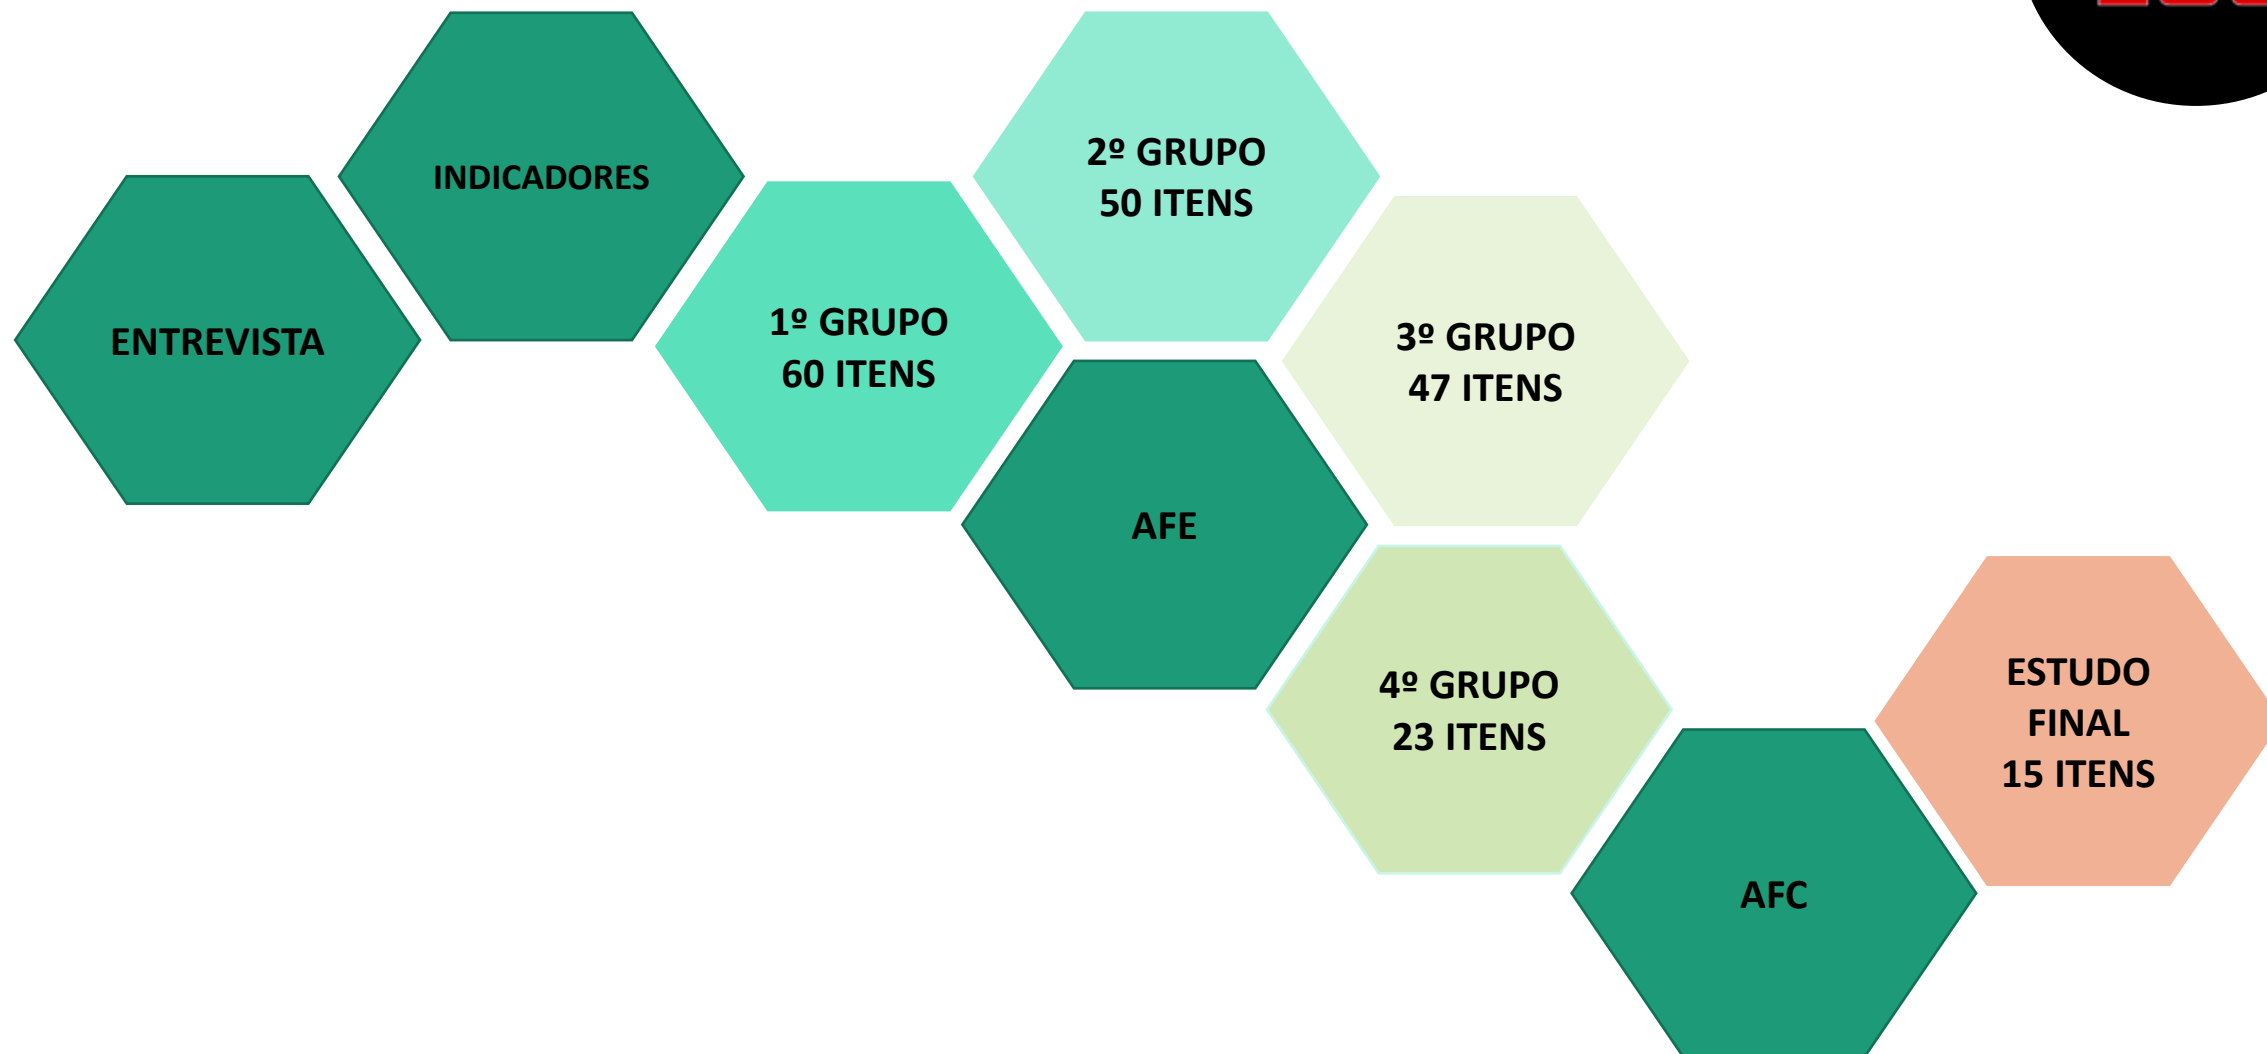 ENTREVISTA
INDICADORES
1º GRUPO
60 ITENS
2º GRUPO
50 ITENS
AFE
3º GRUPO
47 ITENS
4º GRUPO
23 ITENS
AFC
ESTUDO
FINAL
15 ITENS